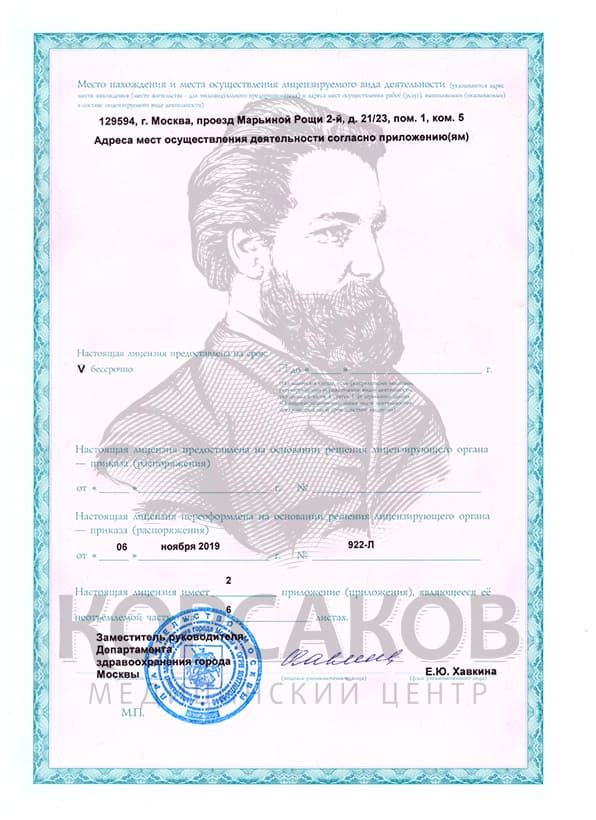 Место нахождения и места осуществления лицензируемого вида деятельности (указываются адрес
места нахождения (место жительства - для индивидуального предпринимателя) и адреса мест осуществления работ (услуг), выполняемых (оказываемых)
в составе лицензируемого вида деятельности)
129594, г. Москва, проезд Марьиной Рощи 2-й, д. 21/23, пом. 1, ком. 5
Адреса мест осуществления деятельности согласно приложению(ям)
Настоящая лицензия предоставлена на срок:
V бессрочно до « » г.
Настоящая лицензия предоставлена на основании решения лицензирующего органа
— приказа (распоряжения)
от « » г. №
Настоящая лицензия переоформлена на основании решения лицензирующего органа
— приказа (распоряжения)
от « 06 » ноября 2019 г. № 922-Л
Настоящая лицензия имеет 2 приложение (приложения), являющееся её
неотъемлемой частью на 6 листах.
КОРСАКОВ
МЕДИЦИНСКИЙ ЦЕНТР
Заместитель руководителя
Департамента
здравоохранения города
Москвы
Е.Ю. Хавкина
(подпись уполномоченного лица) (ф.и.о. уполномоченного лица)
М.П.